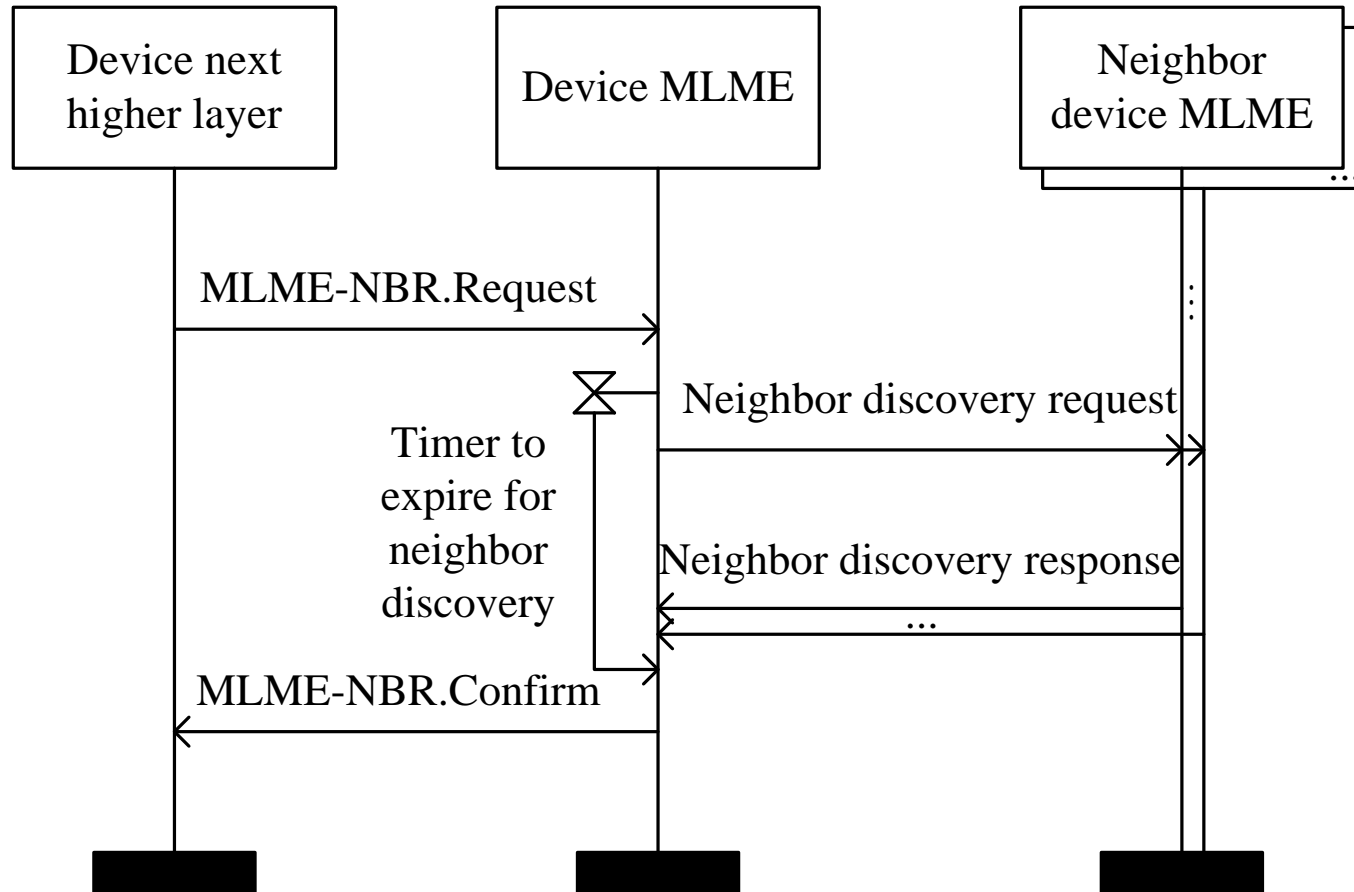 Device next
higher layer
Device MLME
Neighbor
device MLME
...
MLME-NBR.Request
...
Neighbor discovery request
Timer to
expire for
neighbor
discovery
Neighbor discovery response
...
MLME-NBR.Confirm